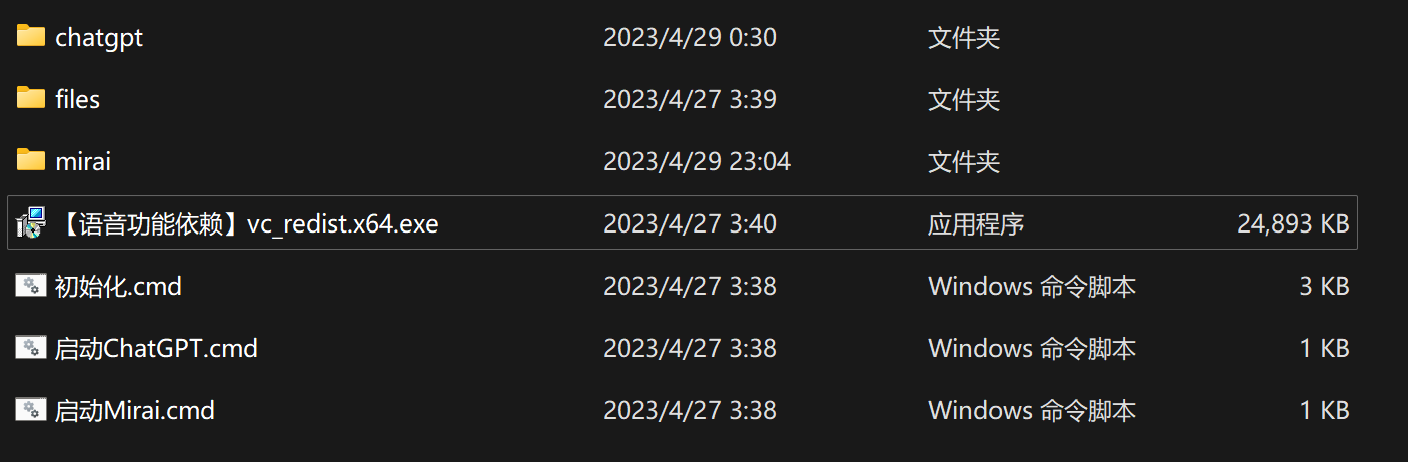 chatgpt 2023/4/29 0:30 文件夹
files 2023/4/27 3:39 文件夹
mirai 2023/4/29 23:04 文件夹
【语音功能依赖】vc_redist.x64.exe 2023/4/27 3:40 应用程序 24,893 KB
初始化.cmd 2023/4/27 3:38 Windows 命令脚本 3 KB
启动ChatGPT.cmd 2023/4/27 3:38 Windows 命令脚本 1 KB
启动Mirai.cmd 2023/4/27 3:38 Windows 命令脚本 1 KB